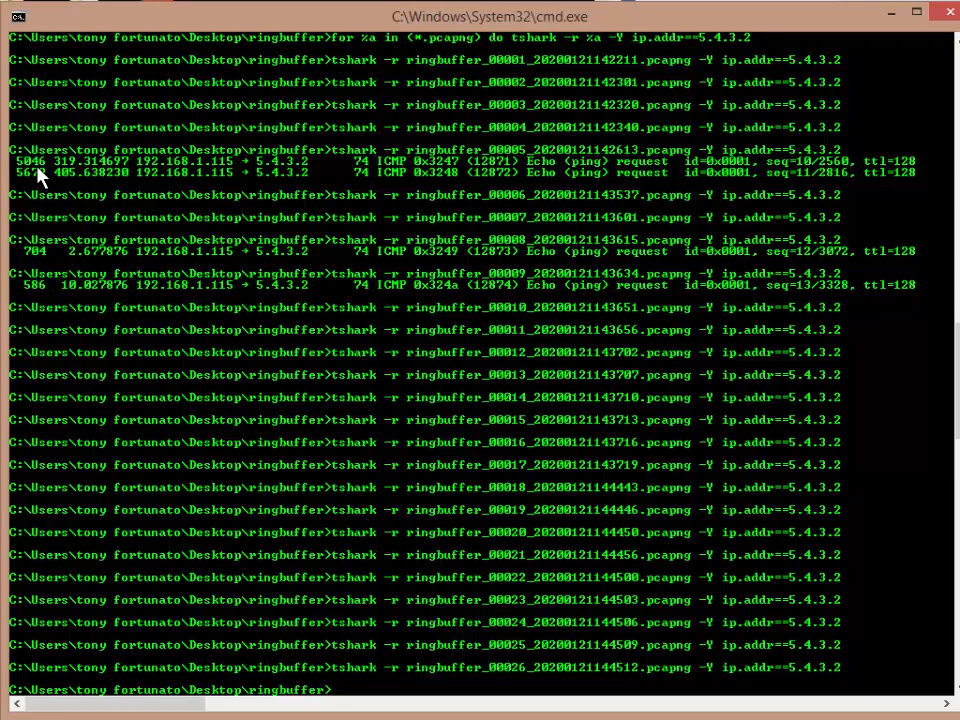 C:\Windows\System32\cmd.exe
C:\Users\tony fortunato\Desktop\ringbuffer>for %a in (*.pcapng) do tshark -r %a -Y ip.addr==5.4.3.2
C:\Users\tony fortunato\Desktop\ringbuffer>tshark -r ringbuffer_00001_20200121142211.pcapng -Y ip.addr==5.4.3.2
C:\Users\tony fortunato\Desktop\ringbuffer>tshark -r ringbuffer_00002_20200121142301.pcapng -Y ip.addr==5.4.3.2
C:\Users\tony fortunato\Desktop\ringbuffer>tshark -r ringbuffer_00003_20200121142320.pcapng -Y ip.addr==5.4.3.2
C:\Users\tony fortunato\Desktop\ringbuffer>tshark -r ringbuffer_00004_20200121142340.pcapng -Y ip.addr==5.4.3.2
C:\Users\tony fortunato\Desktop\ringbuffer>tshark -r ringbuffer_00005_20200121142613.pcapng -Y ip.addr==5.4.3.2
5046 319.314697 192.168.1.115 → 5.4.3.2 74 ICMP 0x3247 (12871) Echo (ping) request id=0x0001, seq=10/2560, ttl=128
405.638230 192.168.1.115 → 5.4.3.2 74 ICMP 0x3248 (12872) Echo (ping) request id=0x0001, seq=11/2816, ttl=128
C:\Users\tony fortunato\Desktop\ringbuffer>tshark -r ringbuffer_00006_20200121143537.pcapng -Y ip.addr==5.4.3.2
C:\Users\tony fortunato\Desktop\ringbuffer>tshark -r ringbuffer_00007_20200121143601.pcapng -Y ip.addr==5.4.3.2
C:\Users\tony fortunato\Desktop\ringbuffer>tshark -r ringbuffer_00008_20200121143615.pcapng -Y ip.addr==5.4.3.2
704 2.677876 192.168.1.115 → 5.4.3.2 74 ICMP 0x3249 (12873) Echo (ping) request id=0x0001, seq=12/3072, ttl=128
C:\Users\tony fortunato\Desktop\ringbuffer>tshark -r ringbuffer_00009_20200121143634.pcapng -Y ip.addr==5.4.3.2
586 10.027876 192.168.1.115 → 5.4.3.2 74 ICMP 0x324a (12874) Echo (ping) request id=0x0001, seq=13/3328, ttl=128
C:\Users\tony fortunato\Desktop\ringbuffer>tshark -r ringbuffer_00010_20200121143651.pcapng -Y ip.addr==5.4.3.2
C:\Users\tony fortunato\Desktop\ringbuffer>tshark -r ringbuffer_00011_20200121143656.pcapng -Y ip.addr==5.4.3.2
C:\Users\tony fortunato\Desktop\ringbuffer>tshark -r ringbuffer_00012_20200121143702.pcapng -Y ip.addr==5.4.3.2
C:\Users\tony fortunato\Desktop\ringbuffer>tshark -r ringbuffer_00013_20200121143707.pcapng -Y ip.addr==5.4.3.2
C:\Users\tony fortunato\Desktop\ringbuffer>tshark -r ringbuffer_00014_20200121143710.pcapng -Y ip.addr==5.4.3.2
C:\Users\tony fortunato\Desktop\ringbuffer>tshark -r ringbuffer_00015_20200121143713.pcapng -Y ip.addr==5.4.3.2
C:\Users\tony fortunato\Desktop\ringbuffer>tshark -r ringbuffer_00016_20200121143716.pcapng -Y ip.addr==5.4.3.2
C:\Users\tony fortunato\Desktop\ringbuffer>tshark -r ringbuffer_00017_20200121143719.pcapng -Y ip.addr==5.4.3.2
C:\Users\tony fortunato\Desktop\ringbuffer>tshark -r ringbuffer_00018_20200121144443.pcapng -Y ip.addr==5.4.3.2
C:\Users\tony fortunato\Desktop\ringbuffer>tshark -r ringbuffer_00019_20200121144446.pcapng -Y ip.addr==5.4.3.2
C:\Users\tony fortunato\Desktop\ringbuffer>tshark -r ringbuffer_00020_20200121144450.pcapng -Y ip.addr==5.4.3.2
C:\Users\tony fortunato\Desktop\ringbuffer>tshark -r ringbuffer_00021_20200121144456.pcapng -Y ip.addr==5.4.3.2
C:\Users\tony fortunato\Desktop\ringbuffer>tshark -r ringbuffer_00022_20200121144500.pcapng -Y ip.addr==5.4.3.2
C:\Users\tony fortunato\Desktop\ringbuffer>tshark -r ringbuffer_00023_20200121144503.pcapng -Y ip.addr==5.4.3.2
C:\Users\tony fortunato\Desktop\ringbuffer>tshark -r ringbuffer_00024_20200121144506.pcapng -Y ip.addr==5.4.3.2
C:\Users\tony fortunato\Desktop\ringbuffer>tshark -r ringbuffer_00025_20200121144509.pcapng -Y ip.addr==5.4.3.2
C:\Users\tony fortunato\Desktop\ringbuffer>tshark -r ringbuffer_00026_20200121144512.pcapng -Y ip.addr==5.4.3.2
C:\Users\tony fortunato\Desktop\ringbuffer>